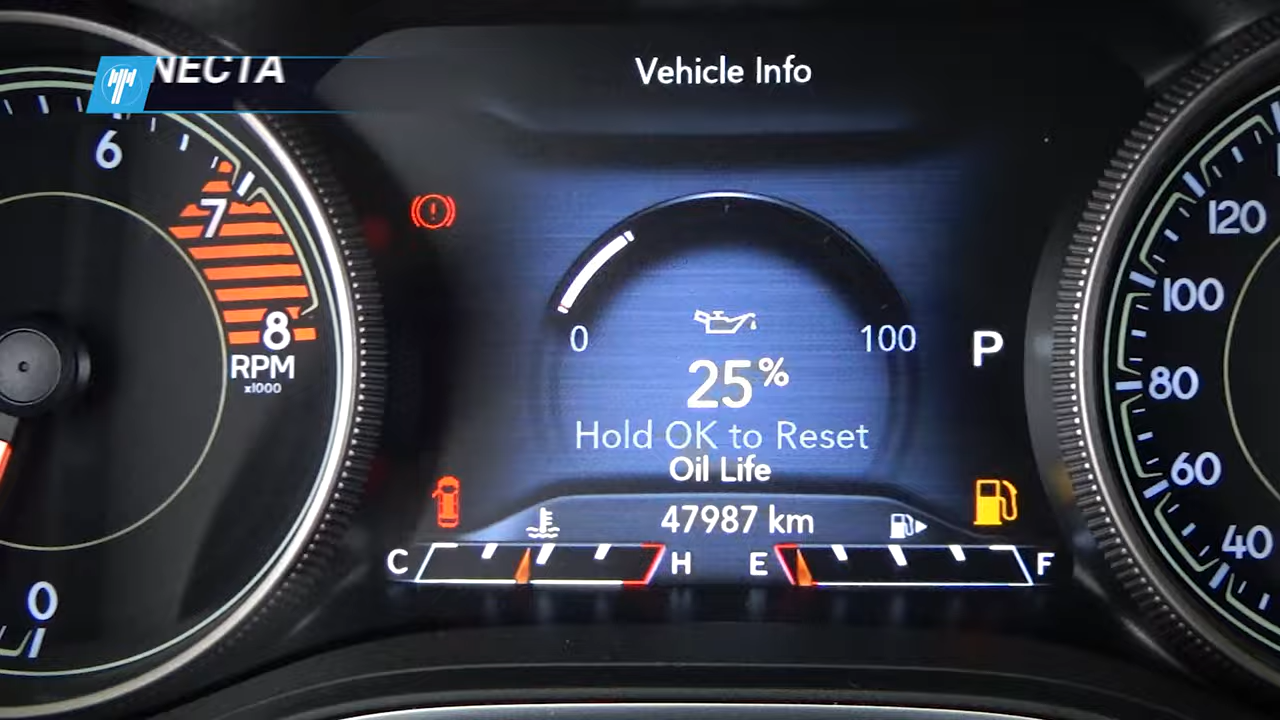 NECTA
Vehicle Info
6
7
8
RPM
x1000
0
0
100
25%
Hold OK to Reset
Oil Life
P
47987 km
C
H
E
F
120
100
80
60
40